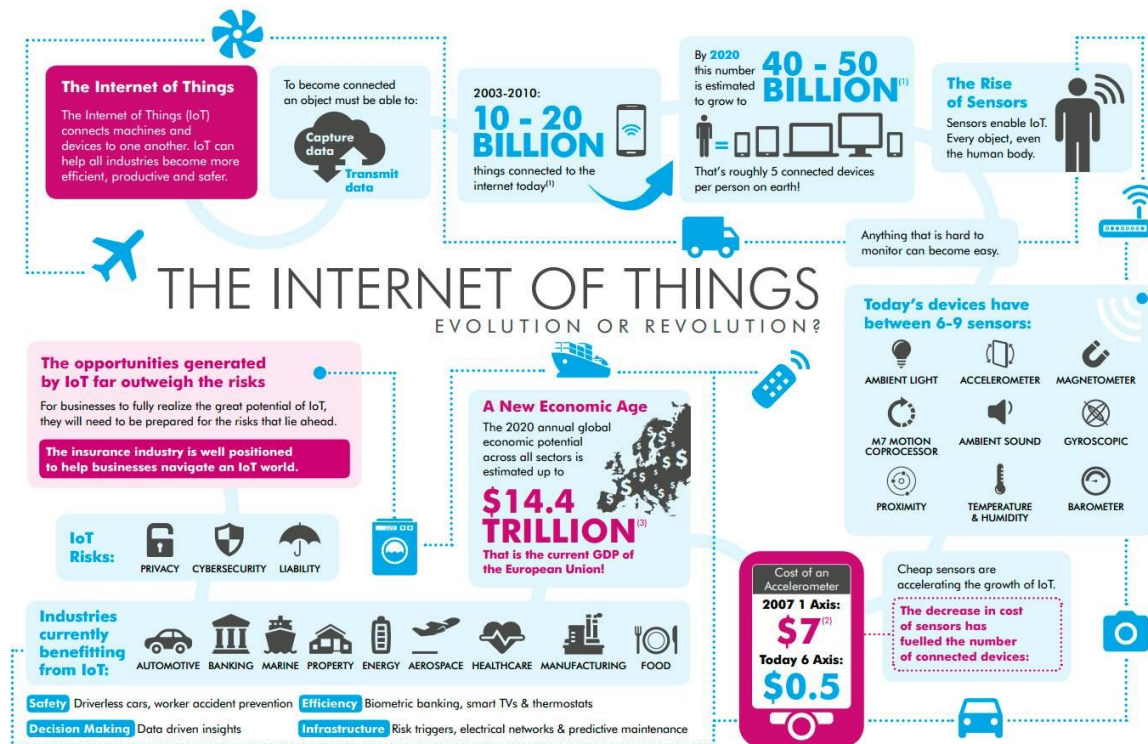 The Internet of Things
The Internet of Things (IoT)
connects machines and
devices to one another. IoT can
help all industries become more
efficient, productive and safer.
To become connected
an object must be able to:
Capture
data
Transmit
data
2003-2010:
10 - 20
BILLION
things connected to the
internet today(1)
By 2020
this number
is estimated
to grow to
40 - 50
BILLION(1)
=
That's roughly 5 connected devices
per person on earth!
The Rise
of Sensors
Sensors enable IoT.
Every object, even
the human body.
Anything that is hard to
monitor can become easy.
THE INTERNET OF THINGS
EVOLUTION OR REVOLUTION?
Today's devices have
between 6-9 sensors:
AMBIENT LIGHT
ACCELEROMETER
MAGNETOMETER
M7 MOTION
COPROCESSOR
AMBIENT SOUND
GYROSCOPIC
PROXIMITY
TEMPERATURE
& HUMIDITY
BAROMETER
The opportunities generated
by IoT far outweigh the risks
For businesses to fully realize the great potential of IoT,
they will need to be prepared for the risks that lie ahead.
The insurance industry is well positioned
to help businesses navigate an IoT world.
A New Economic Age
The 2020 annual global
economic potential
across all sectors is
estimated up to
$14.4
TRILLION(3)
That is the current GDP of
the European Union!
IoT
Risks:
PRIVACY
CYBERSECURITY
LIABILITY
Cost of an
Accelerometer
2007 1 Axis:
$7(2)
Today 6 Axis:
$0.5
Cheap sensors are
accelerating the growth of IoT.
The decrease in cost
of sensors has
fuelled the number
of connected devices:
Industries
currently
benefitting
from IoT:
AUTOMOTIVE
BANKING
MARINE
PROPERTY
ENERGY
AEROSPACE
HEALTHCARE
MANUFACTURING
FOOD
Safety Driverless cars, worker accident prevention
Efficiency Biometric banking, smart TVs & thermostats
Decision Making Data driven insights
Infrastructure Risk triggers, electrical networks & predictive maintenance